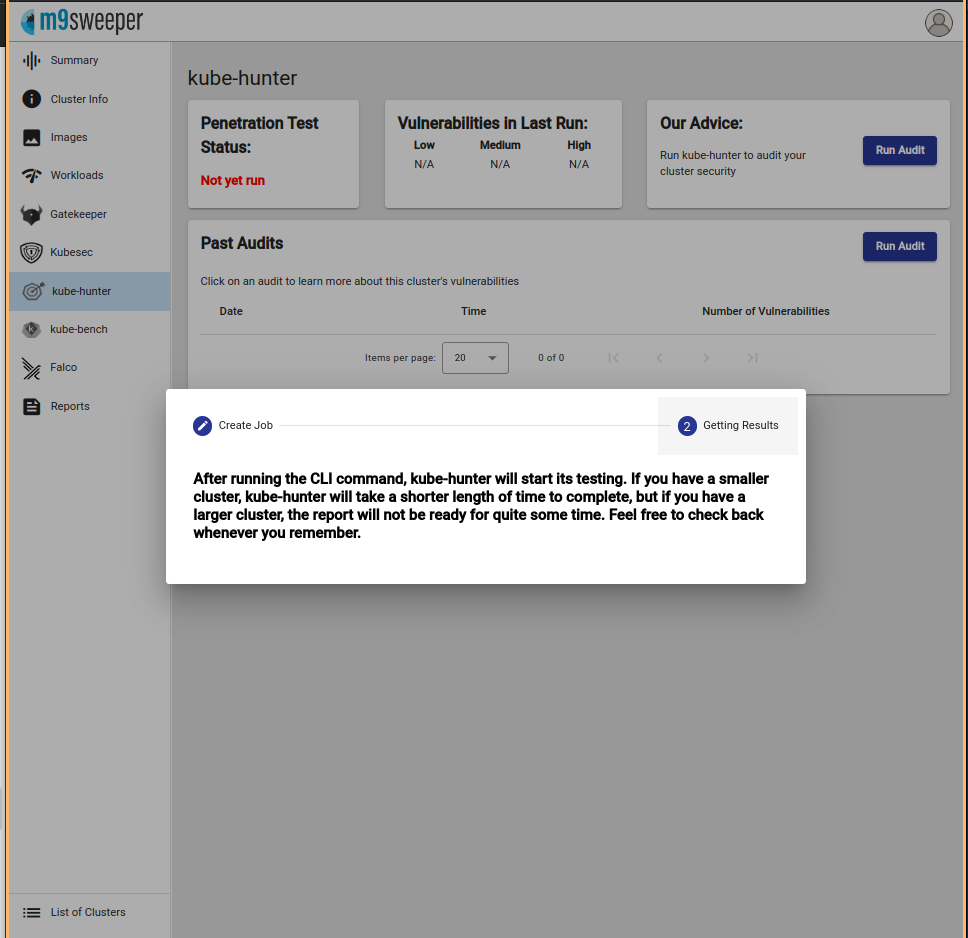 m9sweeper
Summary
Cluster Info
Images
Workloads
Gatekeeper
Kubesec
kube-hunter
kube-bench
Falco
Reports
List of Clusters
kube-hunter
Penetration Test
Status:
Not yet run
Vulnerabilities in Last Run:
Low Medium High
N/A N/A N/A
Our Advice:
Run kube-hunter to audit your
cluster security
Run Audit
Past Audits
Run Audit
Click on an audit to learn more about this cluster's vulnerabilities
Date Time Number of Vulnerabilities
Items per page: 20 0 of 0
Create Job 2 Getting Results
After running the CLI command, kube-hunter will start its testing. If you have a smaller
cluster, kube-hunter will take a shorter length of time to complete, but if you have a
larger cluster, the report will not be ready for quite some time. Feel free to check back
whenever you remember.